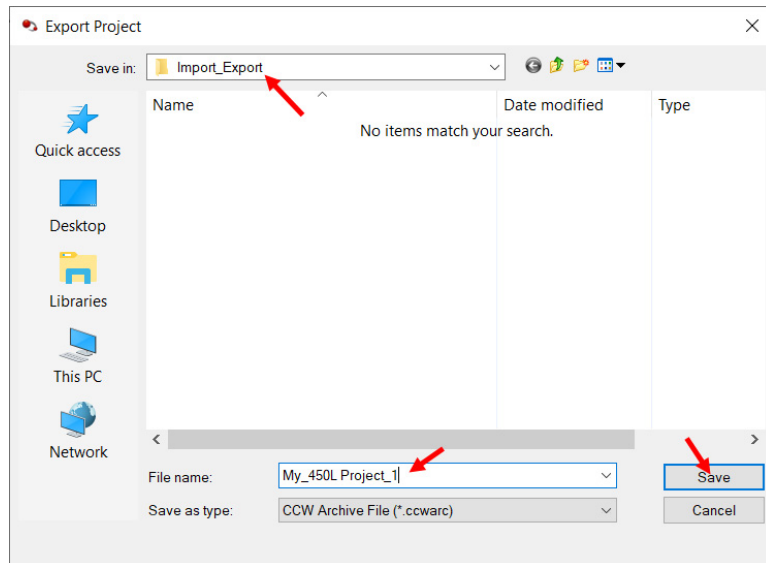 Export Project
Save in: Import_Export
Name Date modified Type
No items match your search.
Quick access
Desktop
Libraries
This PC
Network
File name: My_450L Project_1 Save
Save as type: CCW Archive File (*.ccwarc) Cancel